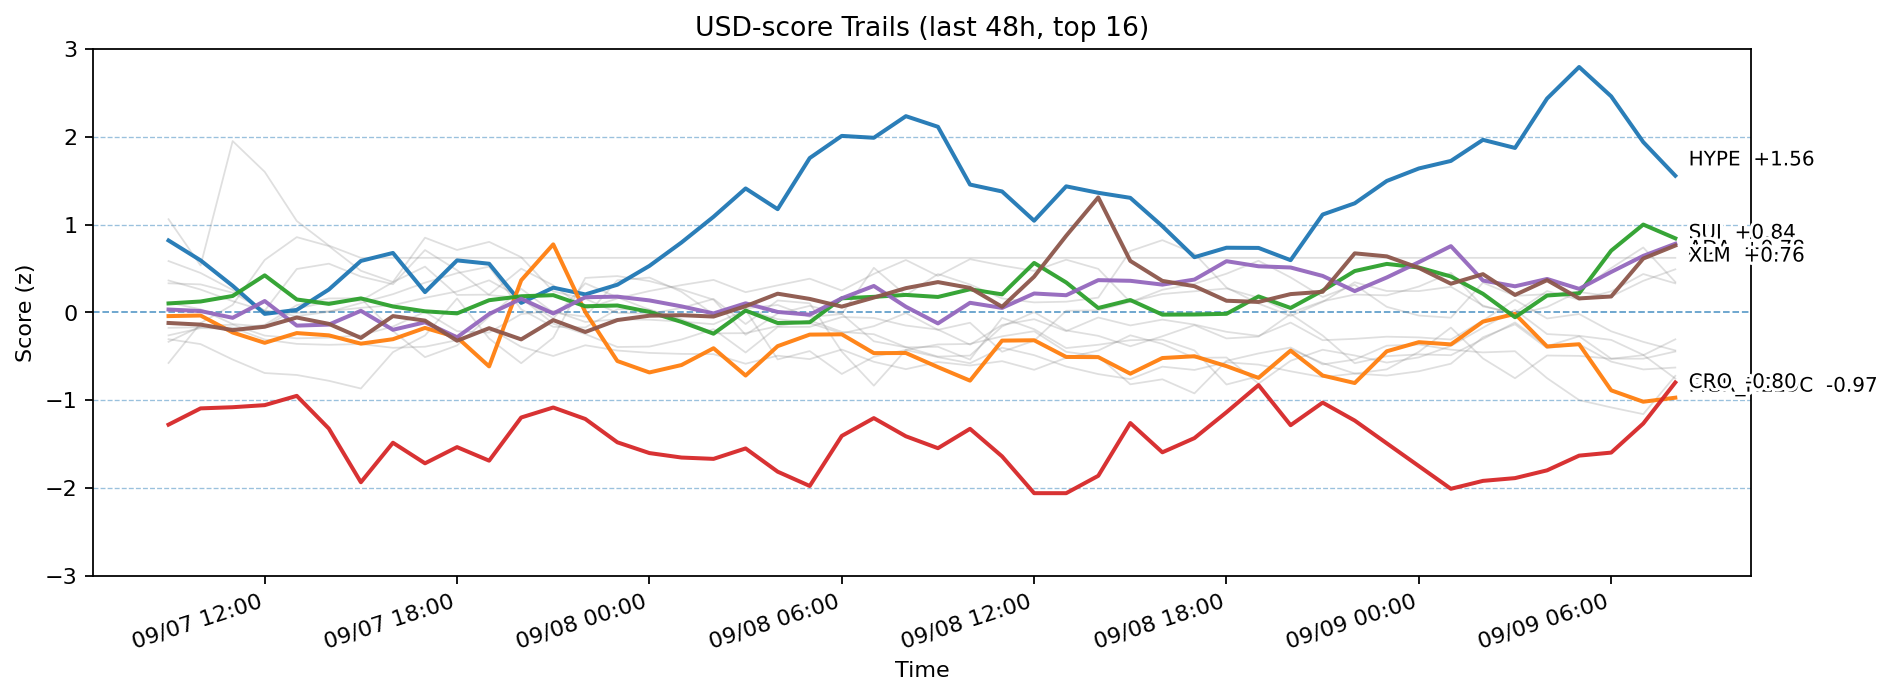 USD-score Trails (last 48h, top 16)
Score (z)
3
2
1
0
−1
−2
−3
HYPE +1.56
SUI +0.84
XLM +0.76
CRO -0.80
-0.97
09/07 12:00
09/07 18:00
09/08 00:00
09/08 06:00
09/08 12:00
09/08 18:00
09/09 00:00
09/09 06:00
Time